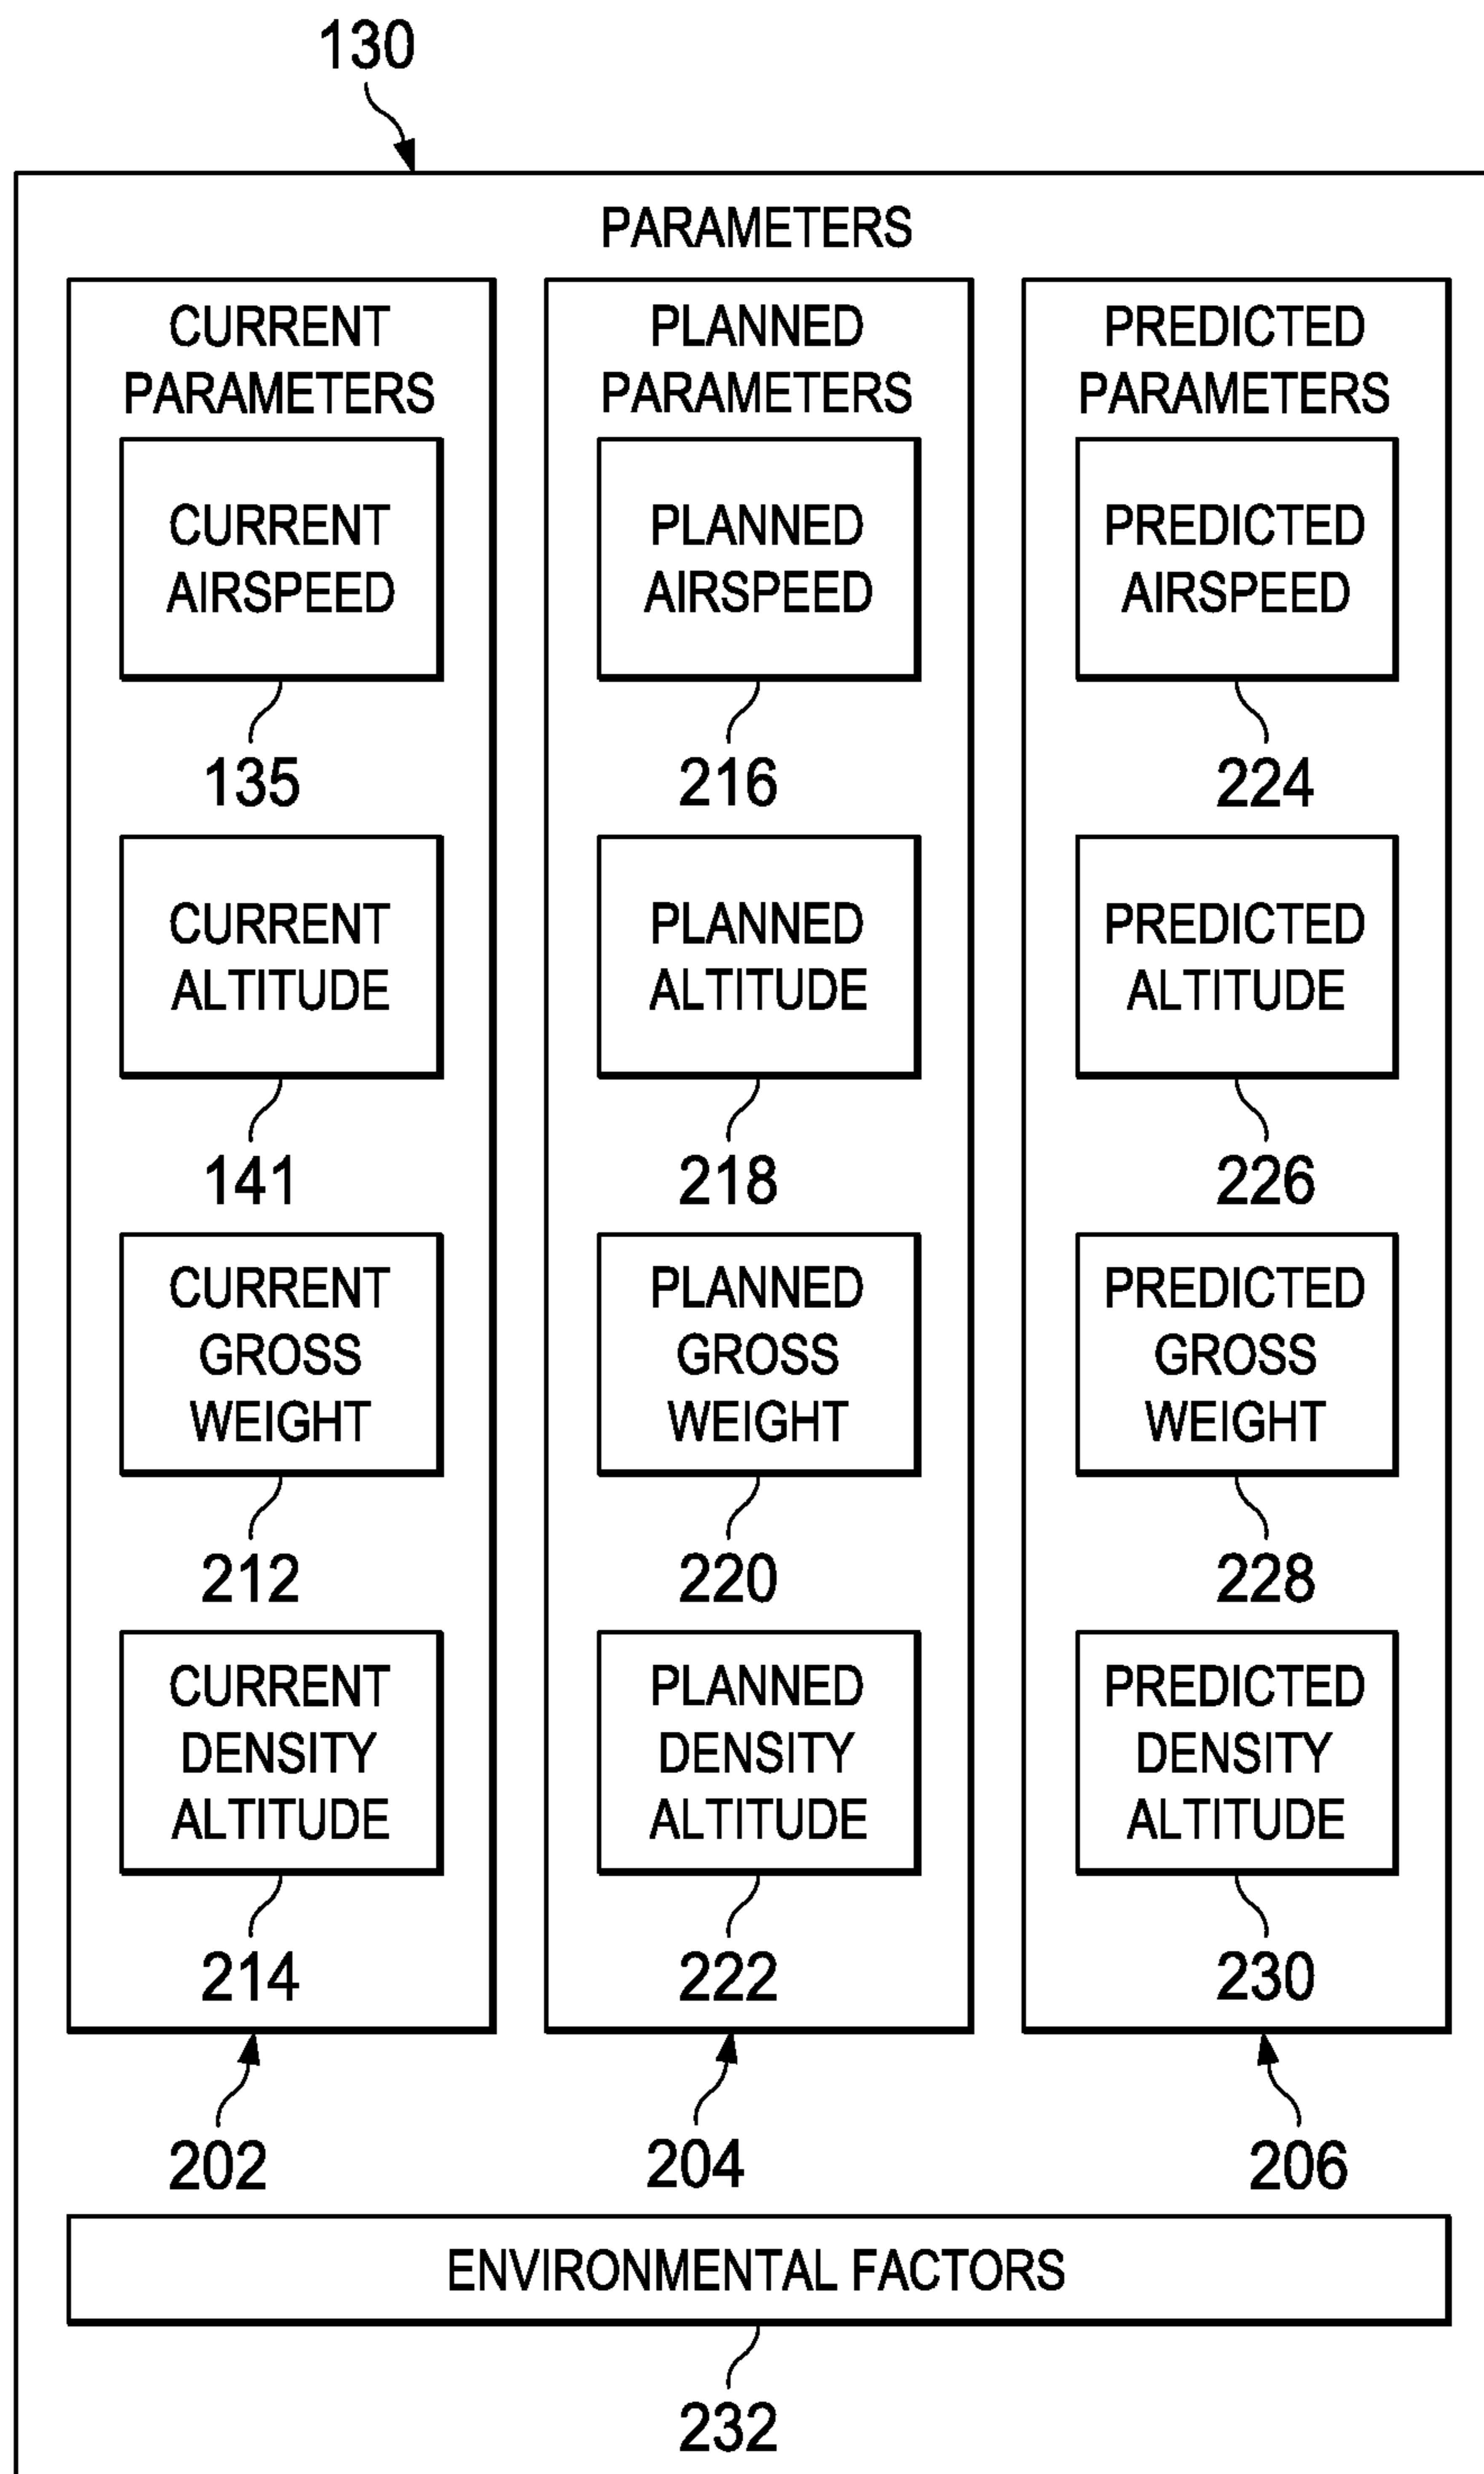 130
PARAMETERS
CURRENT
PARAMETERS
CURRENT
AIRSPEED
135
CURRENT
ALTITUDE
141
CURRENT
GROSS
WEIGHT
212
CURRENT
DENSITY
ALTITUDE
214
202
PLANNED
PARAMETERS
PLANNED
AIRSPEED
216
PLANNED
ALTITUDE
218
PLANNED
GROSS
WEIGHT
220
PLANNED
DENSITY
ALTITUDE
222
204
PREDICTED
PARAMETERS
PREDICTED
AIRSPEED
224
PREDICTED
ALTITUDE
226
PREDICTED
GROSS
WEIGHT
228
PREDICTED
DENSITY
ALTITUDE
230
206
ENVIRONMENTAL FACTORS
232